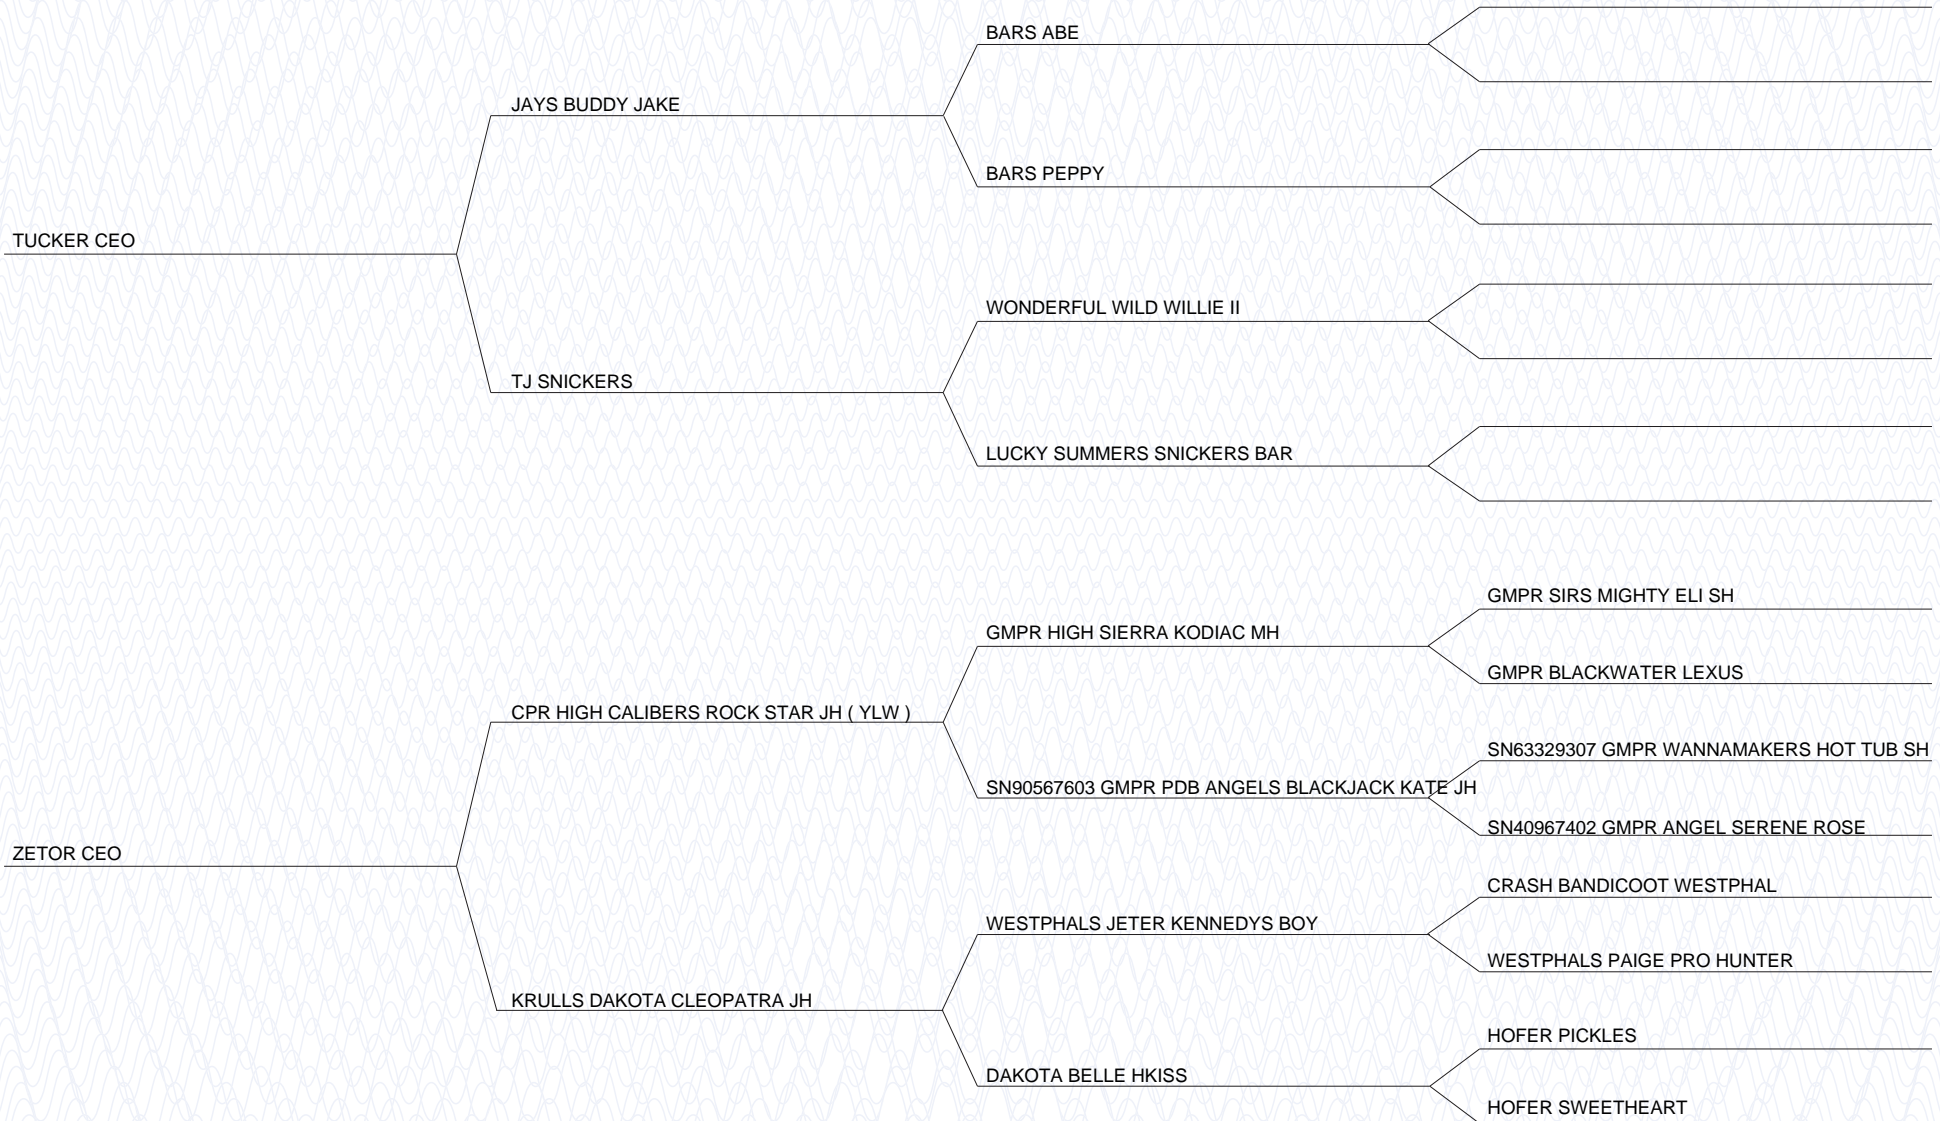 BARS ABE
JAYS BUDDY JAKE
BARS PEPPY
TUCKER CEO
WONDERFUL WILD WILLIE II
TJ SNICKERS
LUCKY SUMMERS SNICKERS BAR
GMPR SIRS MIGHTY ELI SH
GMPR HIGH SIERRA KODIAC MH
GMPR BLACKWATER LEXUS
CPR HIGH CALIBERS ROCK STAR JH ( YLW )
SN63329307 GMPR WANNAMAKERS HOT TUB SH
SN90567603 GMPR PDB ANGELS BLACKJACK KATE JH
SN40967402 GMPR ANGEL SERENE ROSE
ZETOR CEO
CRASH BANDICOOT WESTPHAL
WESTPHALS JETER KENNEDYS BOY
WESTPHALS PAIGE PRO HUNTER
KRULLS DAKOTA CLEOPATRA JH
HOFER PICKLES
DAKOTA BELLE HKISS
HOFER SWEETHEART